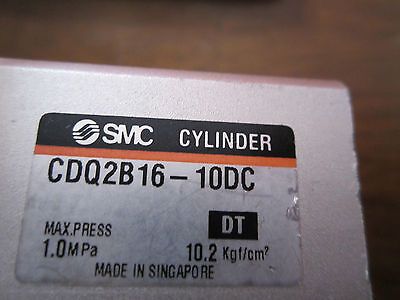 SMC CYLINDER
CDQ2B16-10DC
DT
MAX.PRESS
1.0MPa 10.2 Kgf/cm²
MADE IN SINGAPORE